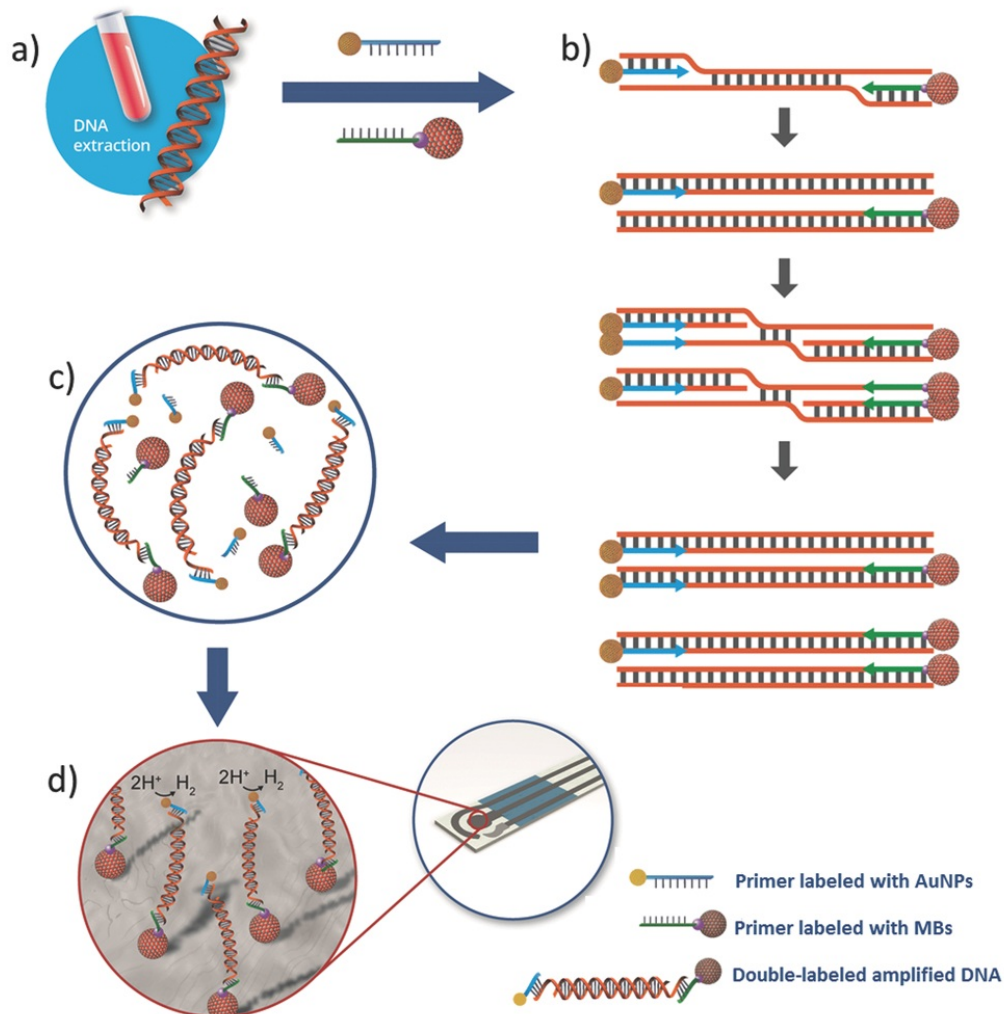 a)
DNA
extraction
b)
c)
d)
2H⁺ H₂
2H⁺ H₂
Primer labeled with AuNPs
Primer labeled with MBs
Double-labeled amplified DNA